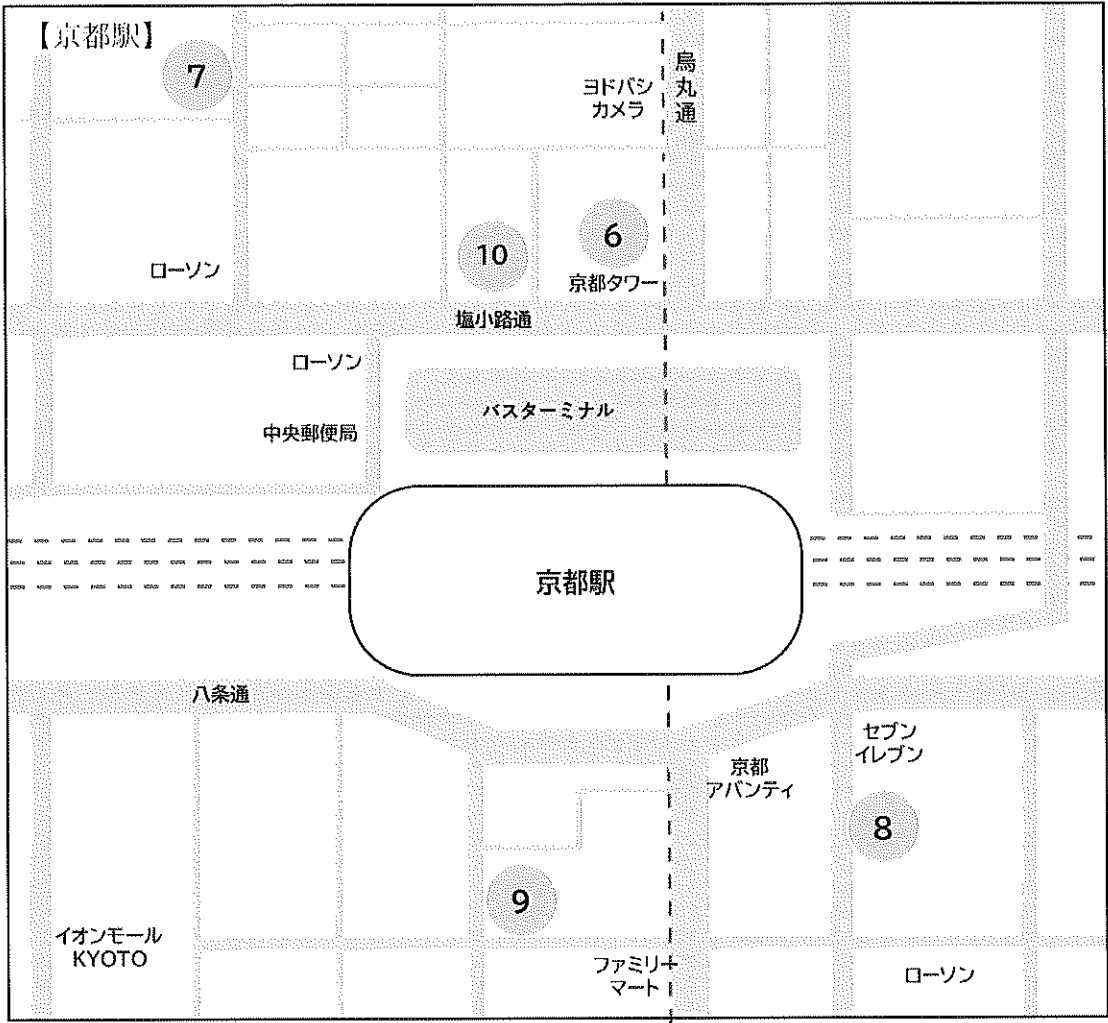 【京都駅】
7
ヨドバシ
カメラ
烏丸通
ローソン
10
6
京都タワー
塩小路通
ローソン
中央郵便局
バスターミナル
京都駅
八条通
京都
アバンティ
セブン
イレブン
8
9
イオンモール
KYOTO
ファミリー
マート
ローソン